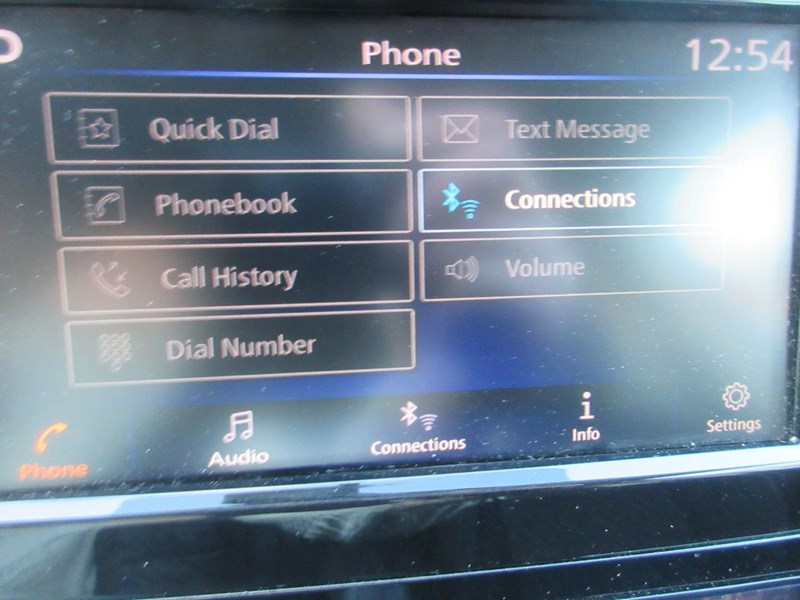 Phone
12:54
Quick Dial
Text Message
Phonebook
Connections
Call History
Volume
Dial Number
Phone
Audio
Connections
Info
Settings